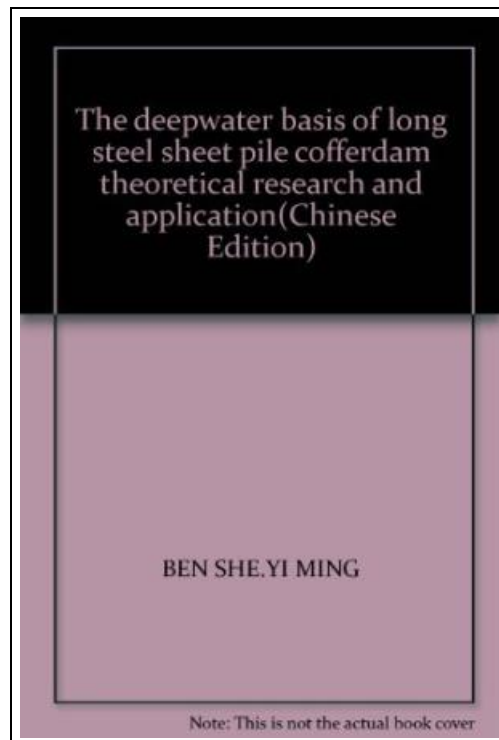 The deepwater basis of long
steel sheet pile cofferdam
theoretical research and
application(Chinese
Edition)
BEN SHE.YI MING
Note: This is not the actual book cover